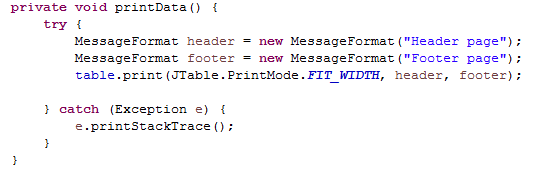 private void printData() {
try {
MessageFormat header = new MessageFormat("Header page");
MessageFormat footer = new MessageFormat("Footer page");
table.print(JTable.PrintMode.FIT_WIDTH, header, footer);
} catch (Exception e) {
e.printStackTrace();
}
}